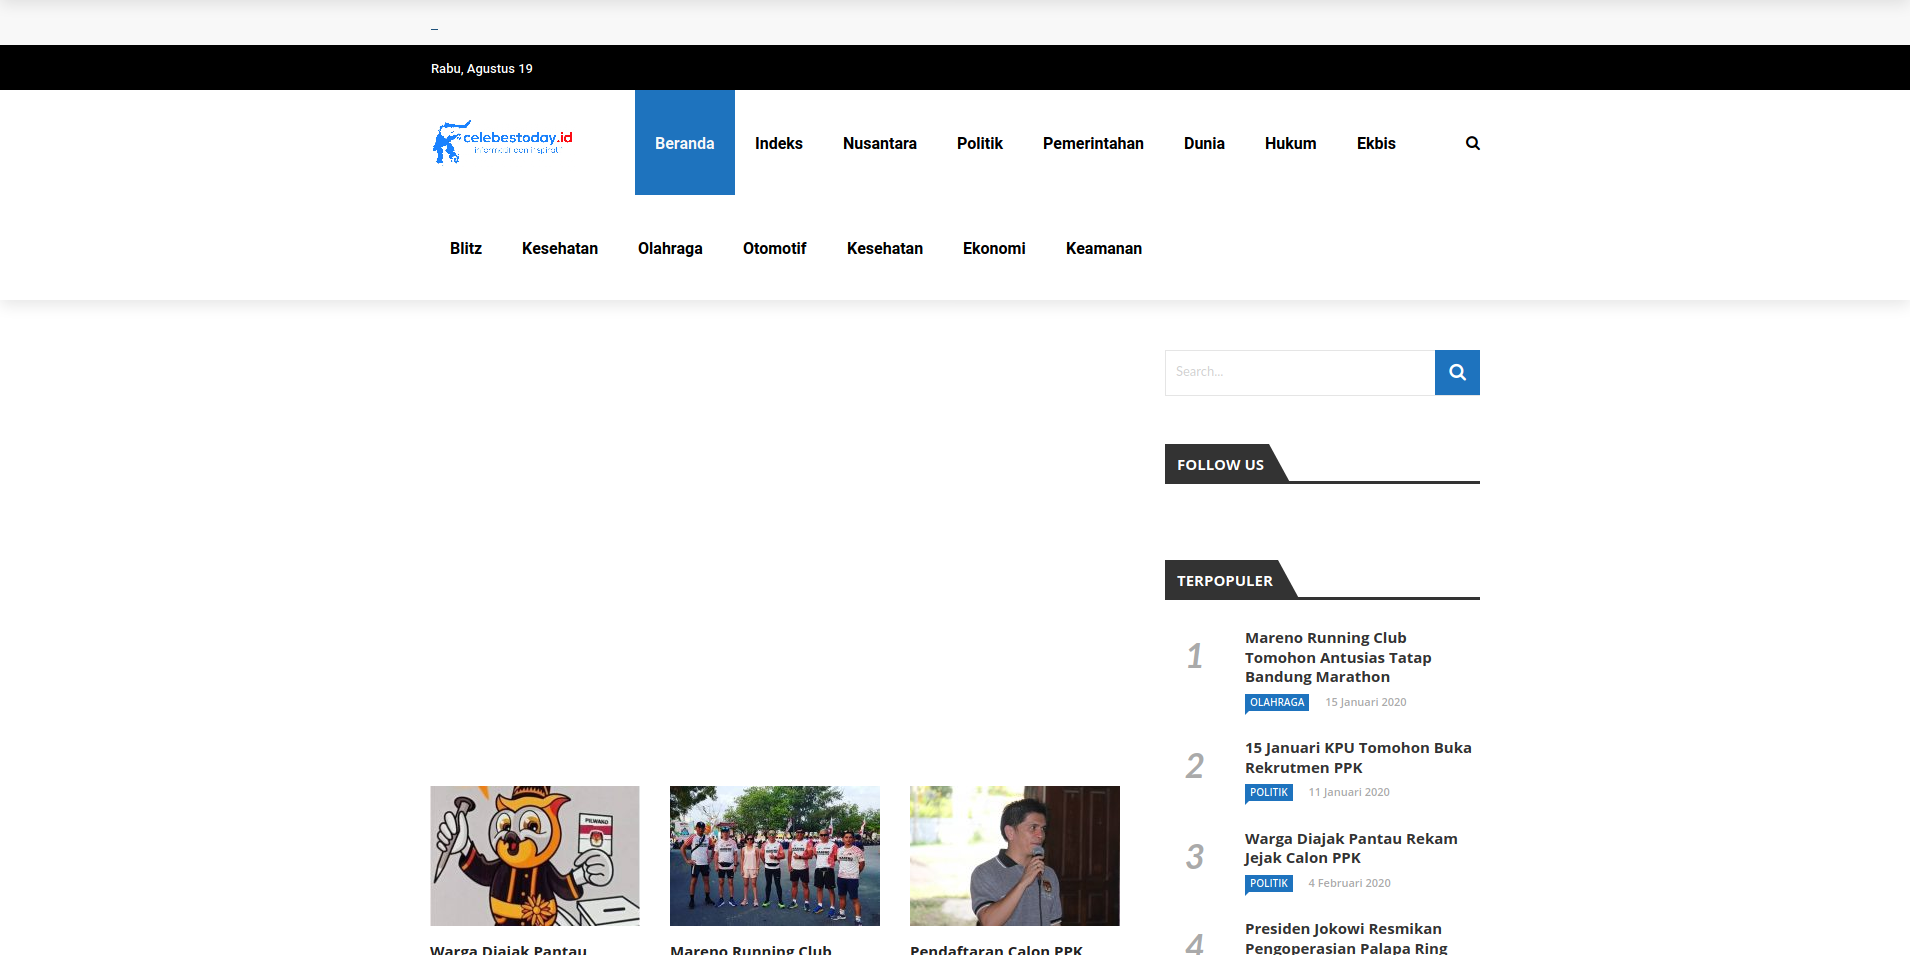 –
Rabu, Agustus 19
celebestoday.id
Beranda
Indeks
Nusantara
Politik
Pemerintahan
Dunia
Hukum
Ekbis
Blitz
Kesehatan
Olahraga
Otomotif
Kesehatan
Ekonomi
Keamanan
Search...
FOLLOW US
TERPOPULER
1
Mareno Running Club
Tomohon Antusias Tatap
Bandung Marathon
OLAHRAGA 15 Januari 2020
2
15 Januari KPU Tomohon Buka
Rekrutmen PPK
POLITIK 11 Januari 2020
3
Warga Diajak Pantau Rekam
Jejak Calon PPK
POLITIK 4 Februari 2020
4
Presiden Jokowi Resmikan
Pengoperasian Palapa Ring
Warga Diajak Pantau
Mareno Running Club
Pendaftaran Calon PPK